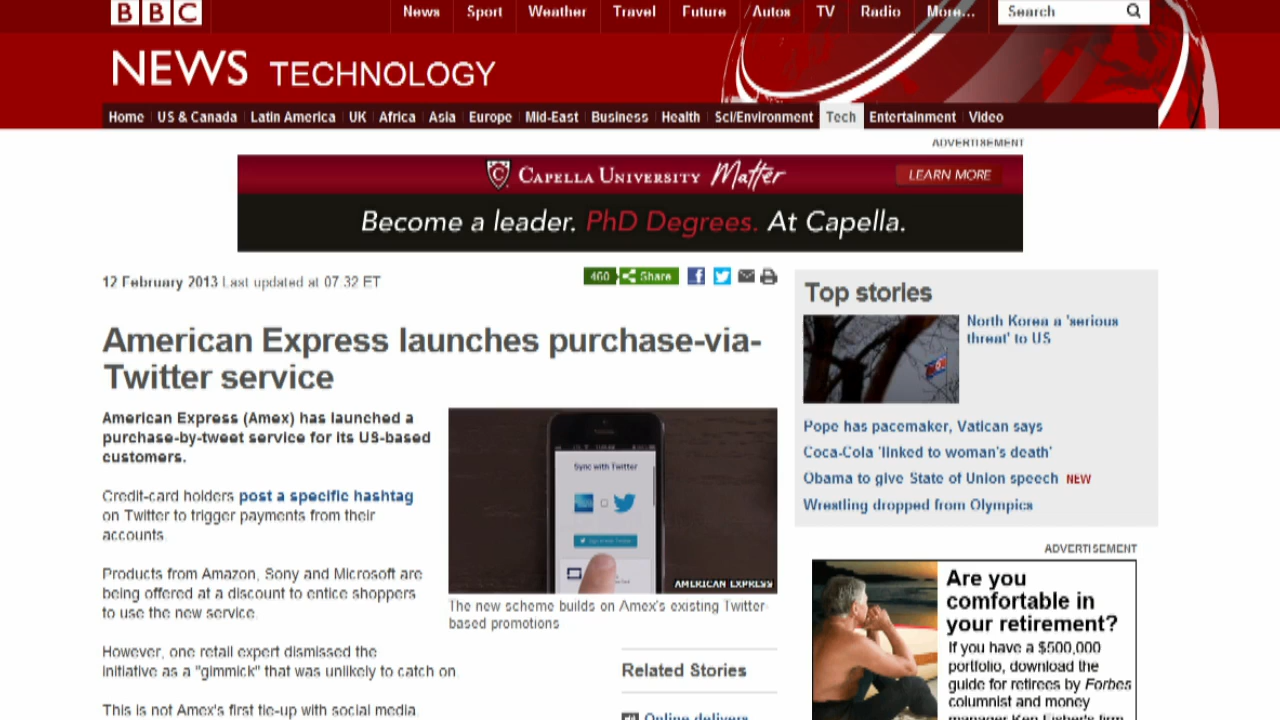 BBC
News Sport Weather Travel Future Autos TV Radio More... Search
NEWS TECHNOLOGY
Home US & Canada Latin America UK Africa Asia Europe Mid-East Business Health Sci/Environment Tech Entertainment Video
ADVERTISEMENT
C CAPELLA UNIVERSITY Matter LEARN MORE
Become a leader. PhD Degrees. At Capella.
12 February 2013 Last updated at 07:32 ET
460 Share f
American Express launches purchase-via-
Twitter service
American Express (Amex) has launched a
purchase-by-tweet service for its US-based
customers.
Credit-card holders post a specific hashtag
on Twitter to trigger payments from their
accounts.
Products from Amazon, Sony and Microsoft are
being offered at a discount to entice shoppers
to use the new service.
However, one retail expert dismissed the
initiative as a "gimmick" that was unlikely to catch on.
This is not Amex's first tie-up with social media
Sync with Twitter
AMERICAN EXPRESS
The new scheme builds on Amex's existing Twitter-
based promotions
Related Stories
Online delivery
Top stories
North Korea a 'serious
threat' to US
Pope has pacemaker, Vatican says
Coca-Cola 'linked to woman's death'
Obama to give State of Union speech NEW
Wrestling dropped from Olympics
ADVERTISEMENT
Are you
comfortable in
your retirement?
If you have a $500,000
portfolio, download the
guide for retirees by Forbes
columnist and money
manager Ken Fisher's firm